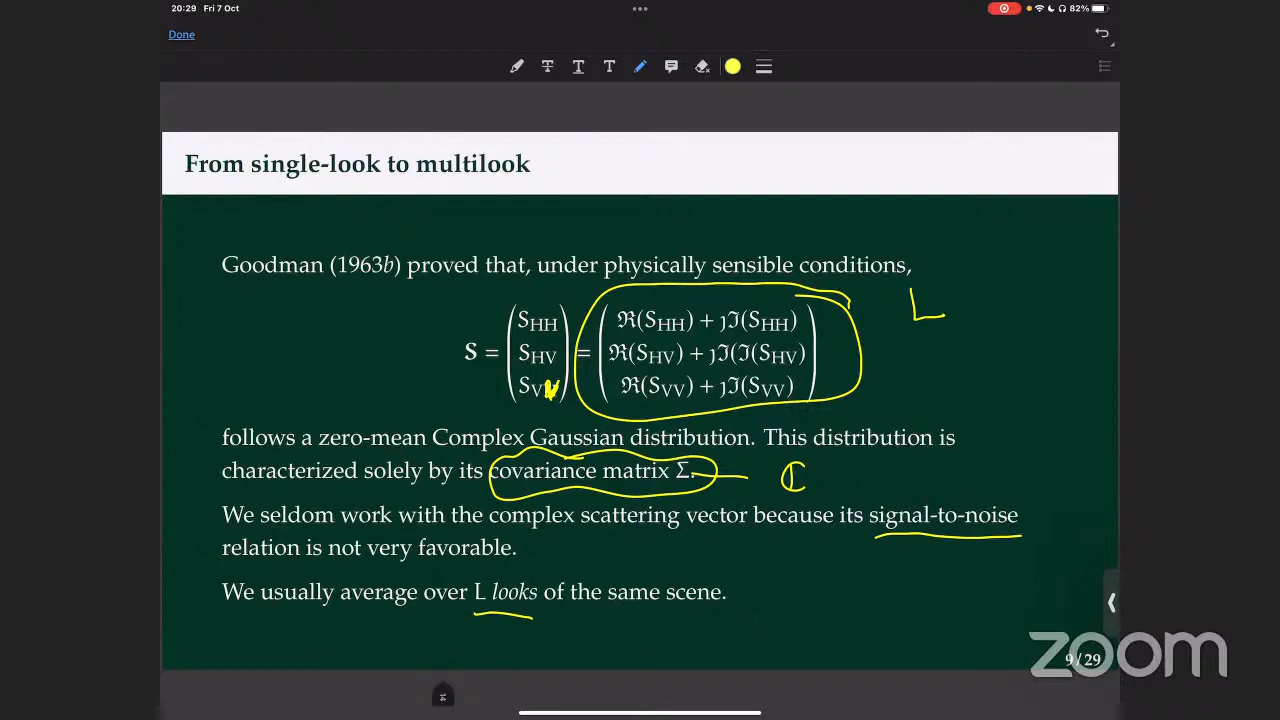 20:29 Fri 7 Oct
82%
Done
From single-look to multilook
Goodman (1963b) proved that, under physically sensible conditions,
L
S = (S_HH S_HV S_VV) = (ℜ(S_HH) + ȷℑ(S_HH)
ℜ(S_HV) + ȷℑ(ℑ(S_HV)
ℜ(S_VV) + ȷℑ(S_VV))
follows a zero-mean Complex Gaussian distribution. This distribution is
characterized solely by its covariance matrix Σ.
ℂ
We seldom work with the complex scattering vector because its signal-to-noise
relation is not very favorable.
We usually average over L looks of the same scene.
9/29
zoom